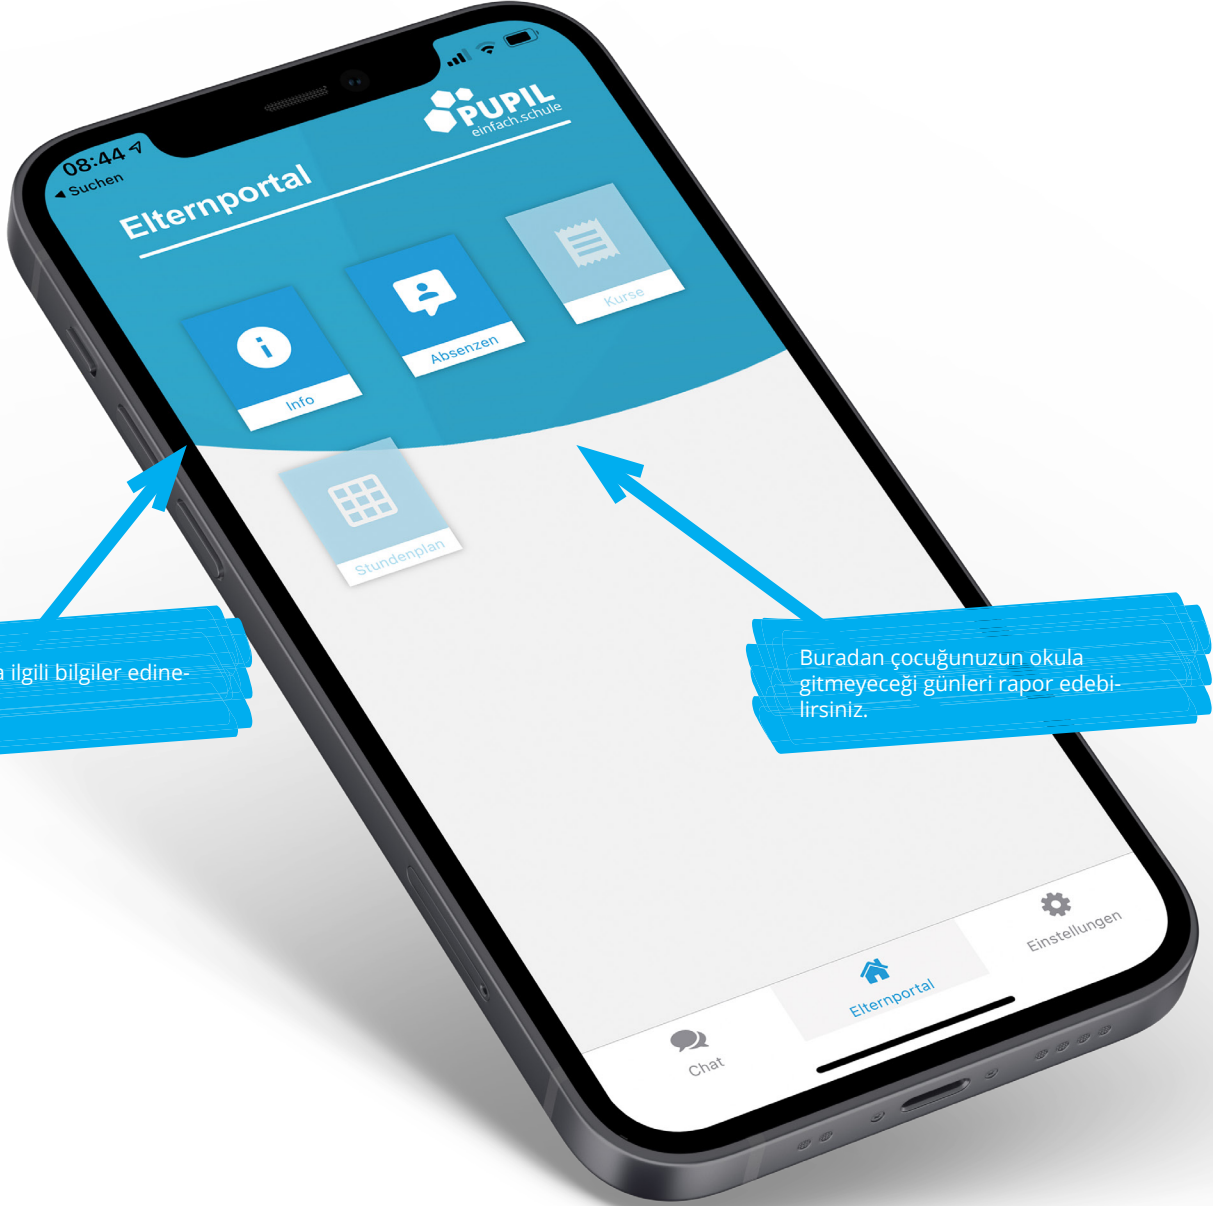 08:44
Suchen
PUPIL
einfach.schule
Elternportal
Info
Absenzen
Kurse
Stundenplan
ilgili bilgiler edine-
Buradan çocuğunuzun okula
gitmeyeceği günleri rapor edebi-
lirsiniz.
Chat
Elternportal
Einstellungen